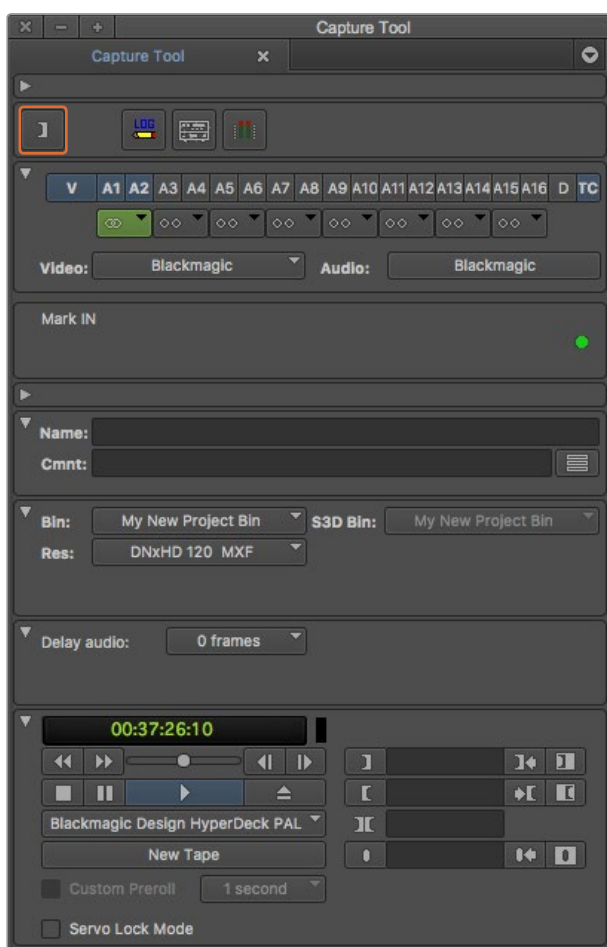 Capture Tool
Capture Tool
LOG
V A1 A2 A3 A4 A5 A6 A7 A8 A9 A10 A11 A12 A13 A14 A15 A16 D TC
Video: Blackmagic Audio: Blackmagic
Mark IN
Name:
Cmnt:
Bin: My New Project Bin S3D Bin: My New Project Bin
Res: DNxHD 120 MXF
Delay audio: 0 frames
00:37:26:10
Blackmagic Design HyperDeck PAL
New Tape
Custom Preroll 1 second
Servo Lock Mode